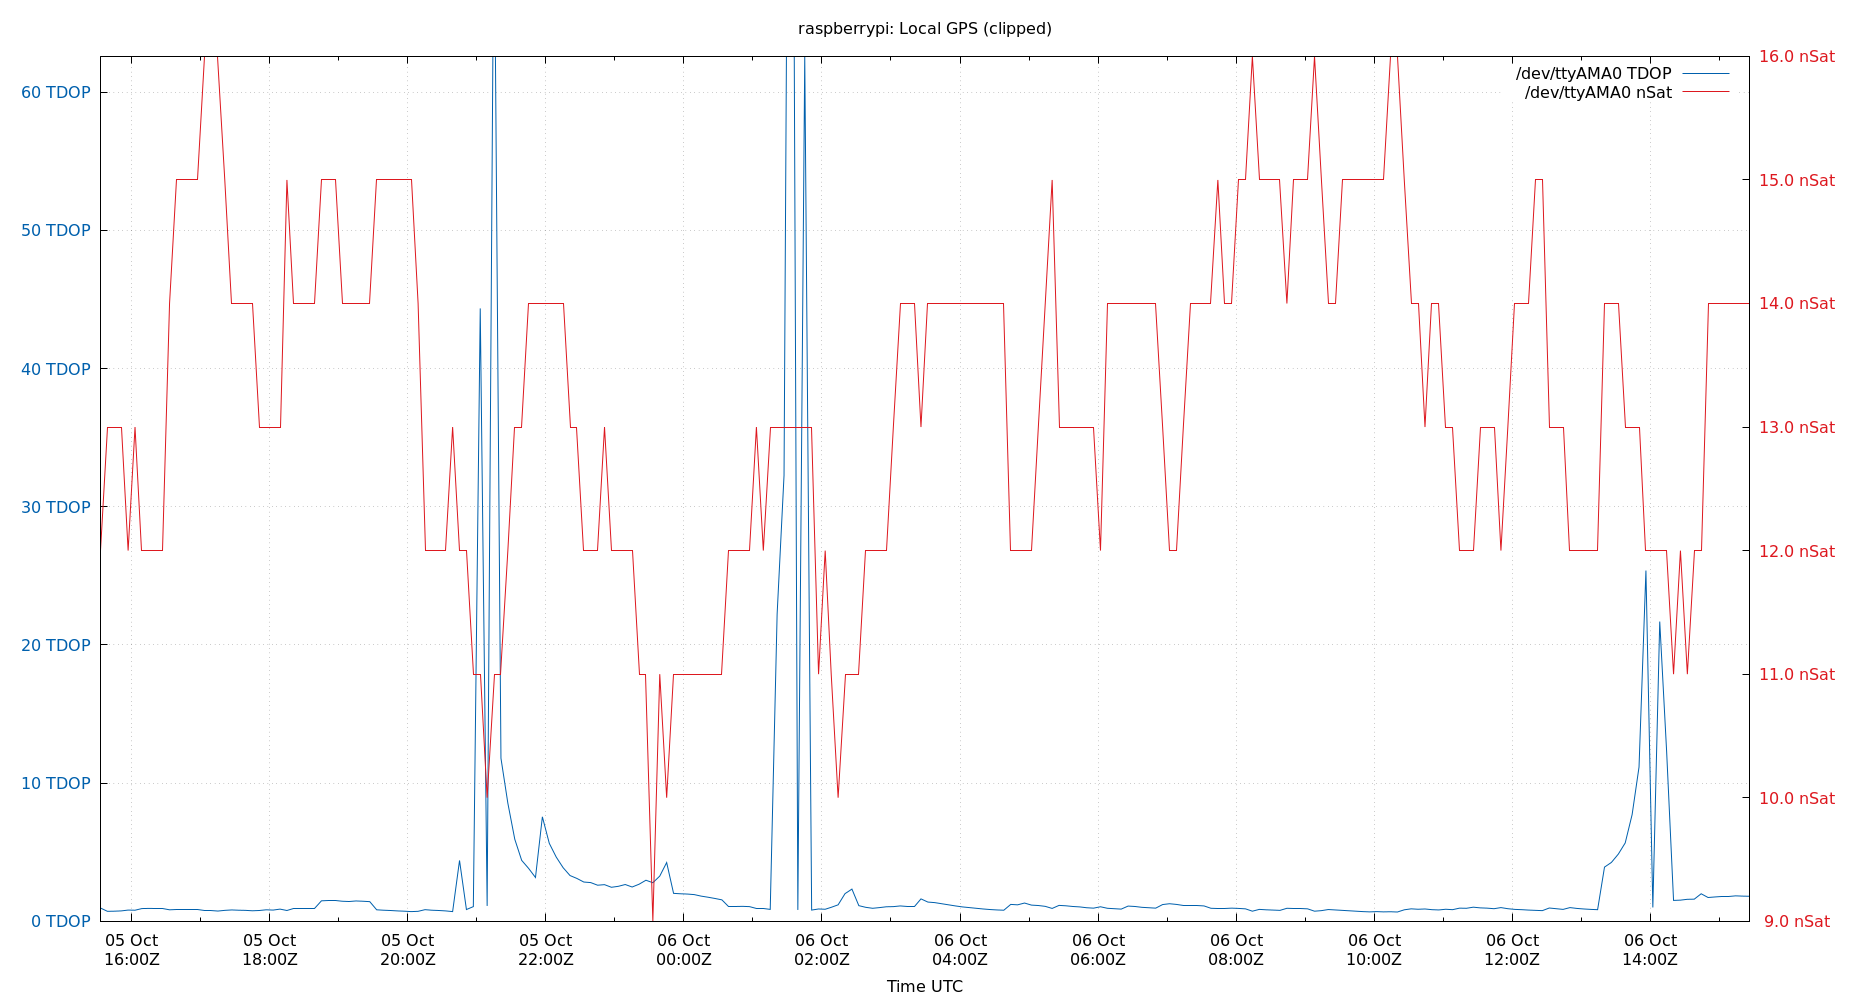 raspberrypi: Local GPS (clipped)
/dev/ttyAMA0 TDOP
/dev/ttyAMA0 nSat
60 TDOP
50 TDOP
40 TDOP
30 TDOP
20 TDOP
10 TDOP
0 TDOP
16.0 nSat
15.0 nSat
14.0 nSat
13.0 nSat
12.0 nSat
11.0 nSat
10.0 nSat
9.0 nSat
05 Oct
16:00Z
05 Oct
18:00Z
05 Oct
20:00Z
05 Oct
22:00Z
06 Oct
00:00Z
06 Oct
02:00Z
06 Oct
04:00Z
06 Oct
06:00Z
06 Oct
08:00Z
06 Oct
10:00Z
06 Oct
12:00Z
06 Oct
14:00Z
Time UTC